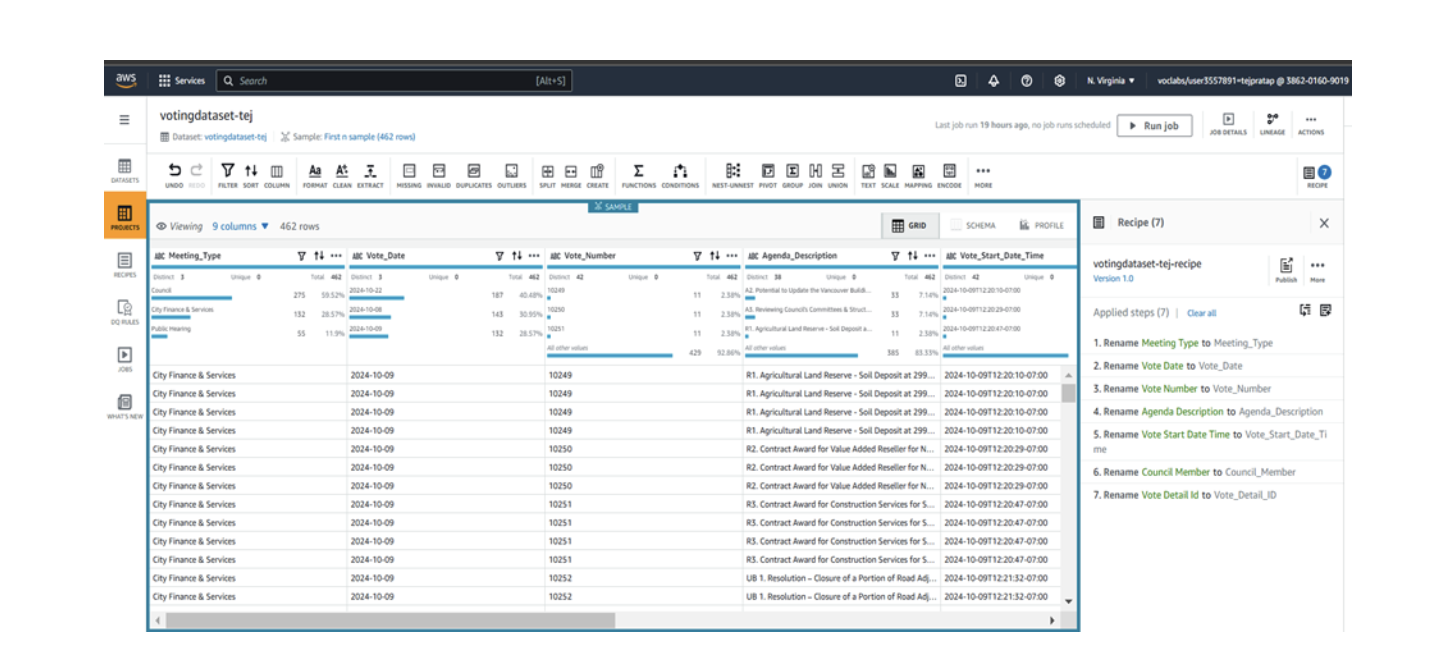 aws
Services
Search
[Alt+S]
N. Virginia
voclabs/user3557891=tejpratap @ 3862-0160-9019
votingdataset-tej
Dataset: votingdataset-tej
Sample: First n sample (462 rows)
Last job run 19 hours ago, no job runs scheduled
Run job
JOB DETAILS
LINEAGE
ACTIONS
DATASETS
PROJECTS
RECIPES
DQ RULES
JOBS
WHAT'S NEW
UNDO REDO FILTER SORT COLUMN FORMAT CLEAN EXTRACT MISSING INVALID DUPLICATES OUTLIERS SPLIT MERGE CREATE FUNCTIONS CONDITIONS NEST-UNNEST PIVOT GROUP JOIN UNION TEXT SCALE MAPPING ENCODE MORE
7
RECIPE
SAMPLE
Viewing 9 columns 462 rows
GRID SCHEMA PROFILE
ABC Meeting_Type
Distinct 3 Unique 0 Total 462
Council 275 59.52%
City Finance & Services 132 28.57%
Public Hearing 55 11.9%
ABC Vote_Date
Distinct 3 Unique 0 Total 462
2024-10-22 187 40.48%
2024-10-08 143 30.95%
2024-10-09 132 28.57%
ABC Vote_Number
Distinct 42 Unique 0 Total 462
10249 11 2.38%
10250 11 2.38%
10251 11 2.38%
All other values 429 92.86%
ABC Agenda_Description
Distinct 38 Unique 0 Total 462
A2. Potential to Update the Vancouver Buildi... 33 7.14%
A3. Reviewing Council's Committees & Struct... 33 7.14%
R1. Agricultural Land Reserve - Soil Deposit a... 11 2.38%
All other values 385 83.33%
ABC Vote_Start_Date_Time
Distinct 42 Unique 0
2024-10-09T12:20:10-07:00
2024-10-09T12:20:29-07:00
2024-10-09T12:20:47-07:00
All other values
City Finance & Services 2024-10-09 10249 R1. Agricultural Land Reserve - Soil Deposit at 299... 2024-10-09T12:20:10-07:00
City Finance & Services 2024-10-09 10249 R1. Agricultural Land Reserve - Soil Deposit at 299... 2024-10-09T12:20:10-07:00
City Finance & Services 2024-10-09 10249 R1. Agricultural Land Reserve - Soil Deposit at 299... 2024-10-09T12:20:10-07:00
City Finance & Services 2024-10-09 10249 R1. Agricultural Land Reserve - Soil Deposit at 299... 2024-10-09T12:20:10-07:00
City Finance & Services 2024-10-09 10250 R2. Contract Award for Value Added Reseller for N... 2024-10-09T12:20:29-07:00
City Finance & Services 2024-10-09 10250 R2. Contract Award for Value Added Reseller for N... 2024-10-09T12:20:29-07:00
City Finance & Services 2024-10-09 10250 R2. Contract Award for Value Added Reseller for N... 2024-10-09T12:20:29-07:00
City Finance & Services 2024-10-09 10251 R3. Contract Award for Construction Services for S... 2024-10-09T12:20:47-07:00
City Finance & Services 2024-10-09 10251 R3. Contract Award for Construction Services for S... 2024-10-09T12:20:47-07:00
City Finance & Services 2024-10-09 10251 R3. Contract Award for Construction Services for S... 2024-10-09T12:20:47-07:00
City Finance & Services 2024-10-09 10251 R3. Contract Award for Construction Services for S... 2024-10-09T12:20:47-07:00
City Finance & Services 2024-10-09 10252 UB 1. Resolution – Closure of a Portion of Road Adj... 2024-10-09T12:21:32-07:00
City Finance & Services 2024-10-09 10252 UB 1. Resolution – Closure of a Portion of Road Adj... 2024-10-09T12:21:32-07:00
Recipe (7)
votingdataset-tej-recipe
Version 1.0
Publish
More
Applied steps (7) | Clear all
1. Rename Meeting Type to Meeting_Type
2. Rename Vote Date to Vote_Date
3. Rename Vote Number to Vote_Number
4. Rename Agenda Description to Agenda_Description
5. Rename Vote Start Date Time to Vote_Start_Date_Ti
me
6. Rename Council Member to Council_Member
7. Rename Vote Detail Id to Vote_Detail_ID